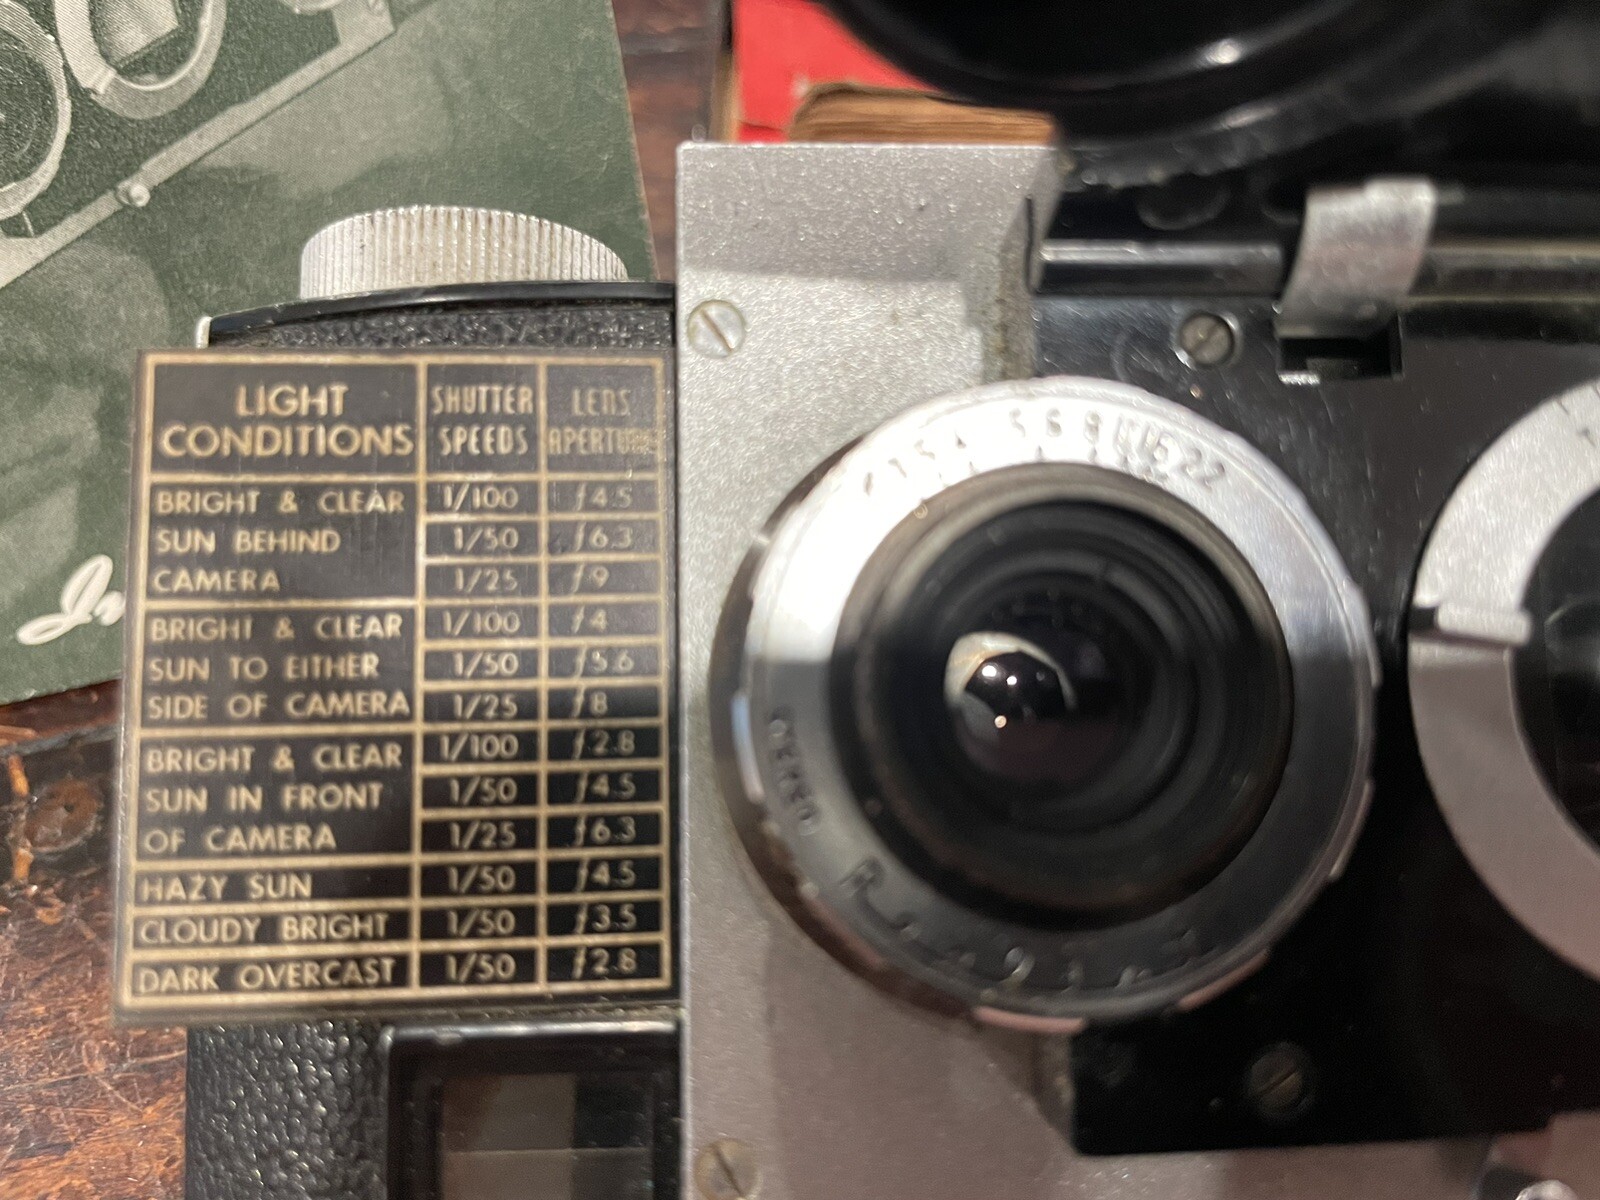 LIGHT CONDITIONS SHUTTER SPEEDS LENS APERTURE
BRIGHT & CLEAR SUN BEHIND CAMERA
1/100 f4.5
1/50 f6.3
1/25 f9
BRIGHT & CLEAR SUN TO EITHER SIDE OF CAMERA
1/100 f4
1/50 f5.6
1/25 f8
BRIGHT & CLEAR SUN IN FRONT OF CAMERA
1/100 f2.8
1/50 f4.5
1/25 f6.3
HAZY SUN 1/50 f4.5
CLOUDY BRIGHT 1/50 f3.5
DARK OVERCAST 1/50 f2.8
22